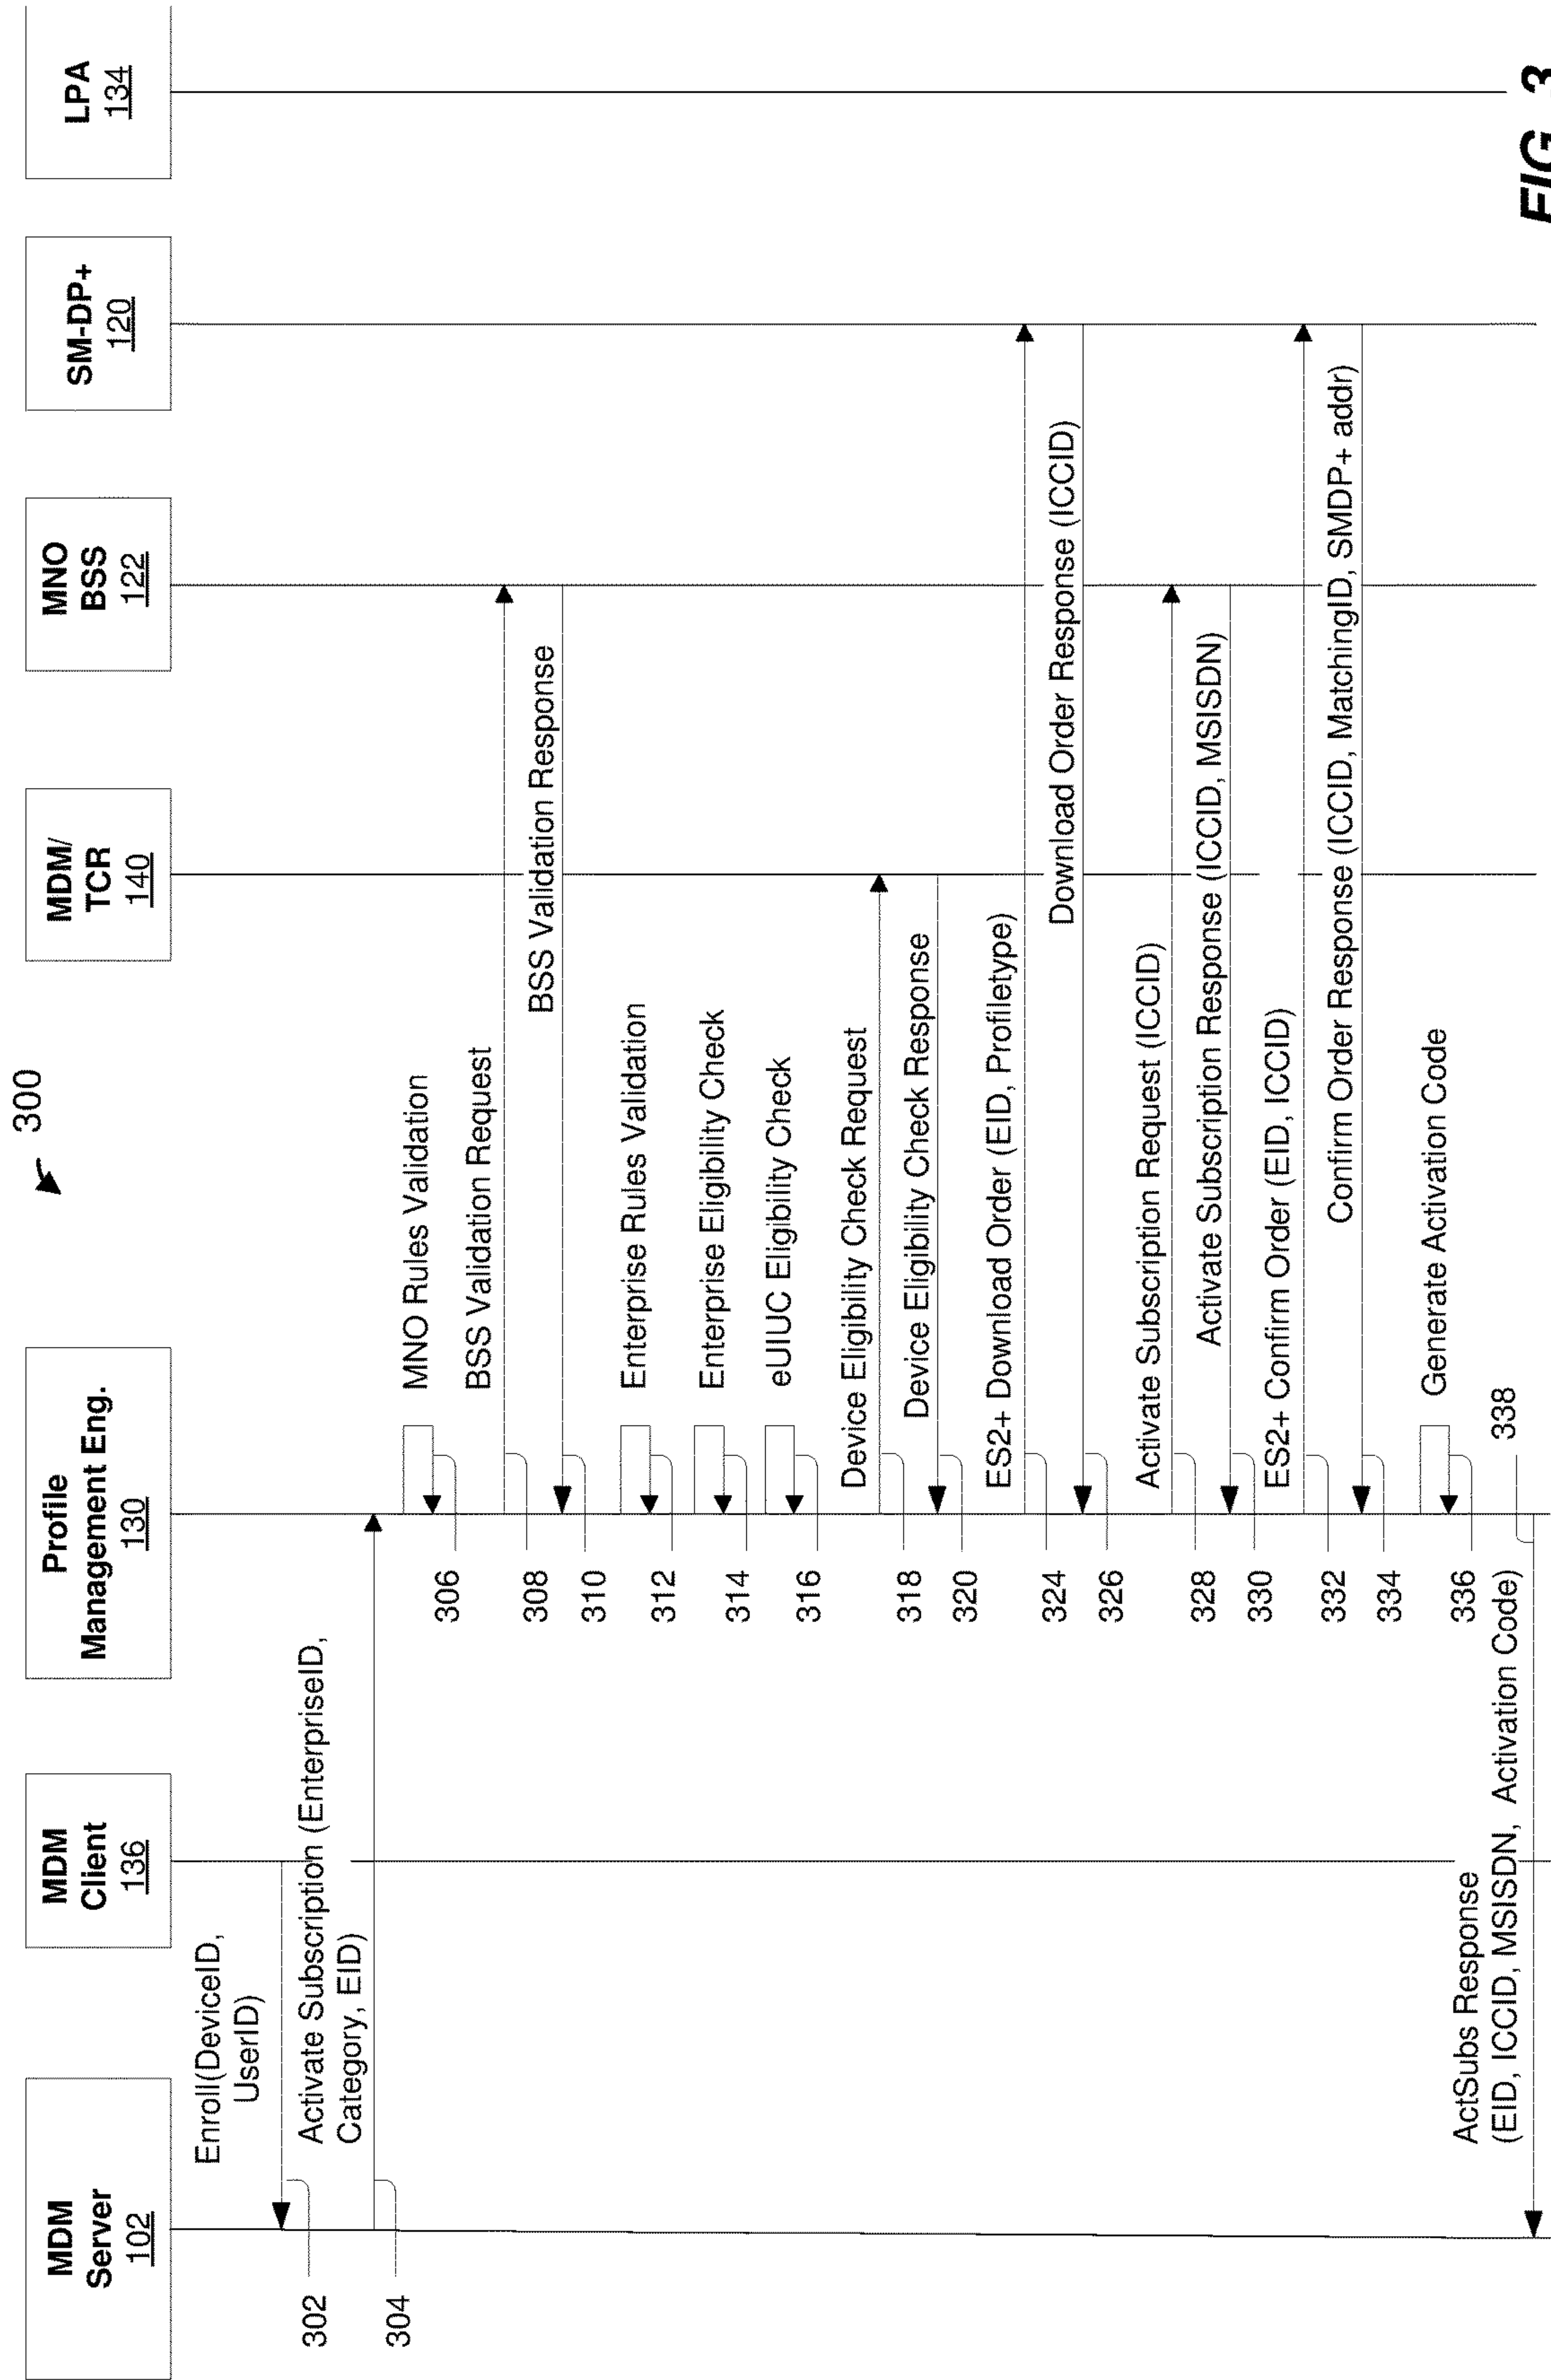 300
MDM
Server
102
MDM
Client
136
Profile
Management Eng.
130
MDM/
TCR
140
MNO
BSS
122
SM-DP+
120
LPA
134
Enroll(DeviceID,
UserID)
302
Activate Subscription (EnterpriseID,
Category, EID)
304
MNO Rules Validation
306
BSS Validation Request
308
BSS Validation Response
310
Enterprise Rules Validation
312
Enterprise Eligibility Check
314
eUIUC Eligibility Check
316
Device Eligibility Check Request
318
Device Eligibility Check Response
320
ES2+ Download Order (EID, Profiletype)
324
Download Order Response (ICCID)
326
Activate Subscription Request (ICCID)
328
Activate Subscription Response (ICCID, MSISDN)
330
ES2+ Confirm Order (EID, ICCID)
332
Confirm Order Response (ICCID, MatchingID, SMDP+ addr)
334
Generate Activation Code
336
338
ActSubs Response
(EID, ICCID, MSISDN, Activation Code)
FIG. 3